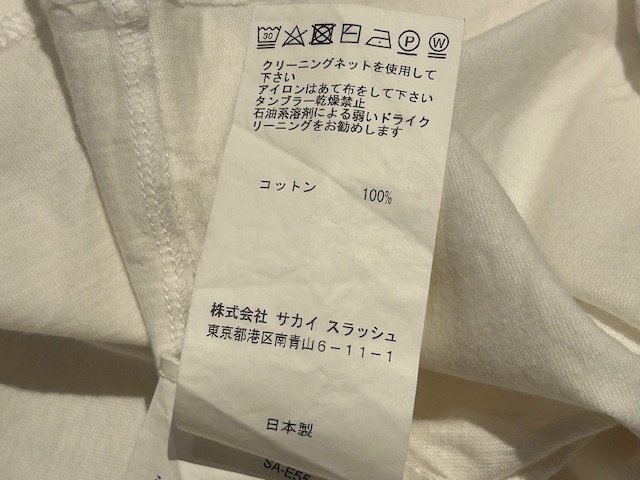 30 P W
クリーニングネットを使用して
下さい
アイロンはあて布をして下さい
タンブラー乾燥禁止
石油系溶剤による弱いドライク
リーニングをお勧めします
コットン 100%
株式会社 サカイ スラッシュ
東京都港区南青山6-11-1
日本製